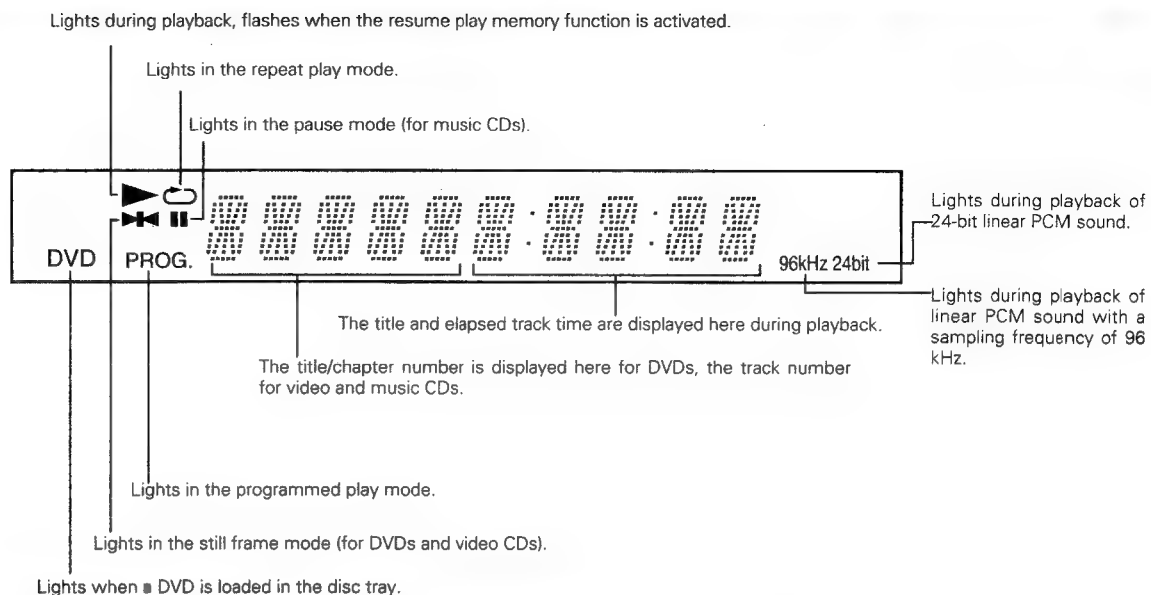 Lights during playback, flashes when the resume play memory function is activated.
Lights in the repeat play mode.
Lights in the pause mode (for music CDs).
DVD PROG.
96kHz 24bit
Lights during playback of
24-bit linear PCM sound.
Lights during playback of
linear PCM sound with a
sampling frequency of 96
kHz.
The title and elapsed track time are displayed here during playback.
The title/chapter number is displayed here for DVDs, the track number
for video and music CDs.
Lights in the programmed play mode.
Lights in the still frame mode (for DVDs and video CDs).
Lights when DVD is loaded in the disc tray.